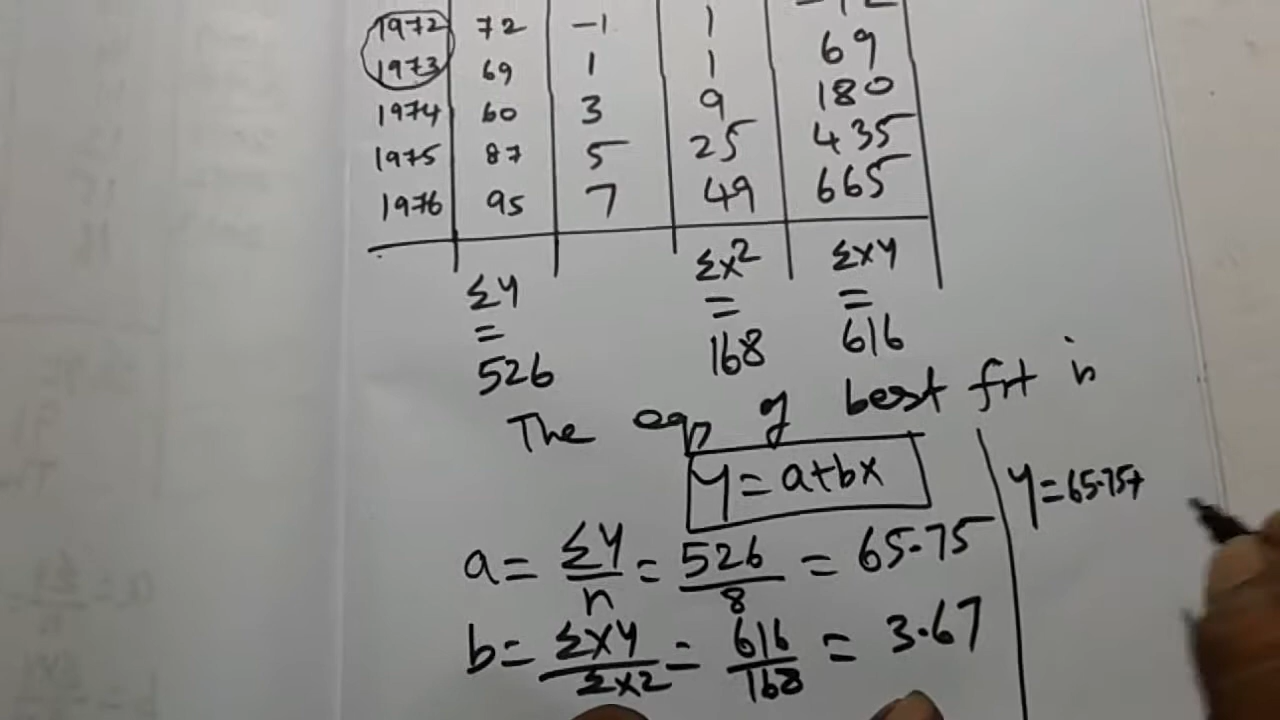 1972 72 -1 1 -72
1973 69 1 1 69
1974 60 3 9 180
1975 87 5 25 435
1976 95 7 49 665
Σy Σx² Σxy
= = =
526 168 616
The eqn of best fit is
y = a+bx
y = 65.75+
a = Σy/n = 526/8 = 65.75
b = Σxy/Σx2 = 616/168 = 3.67